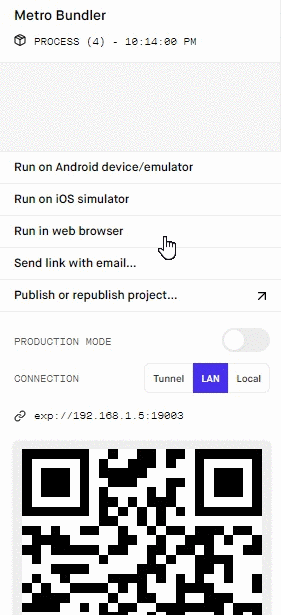 Metro Bundler
PROCESS (4) - 10:14:00 PM
Run on Android device/emulator
Run on iOS simulator
Run in web browser
Send link with email...
Publish or republish project...
PRODUCTION MODE
CONNECTION Tunnel LAN Local
exp://192.168.1.5:19003